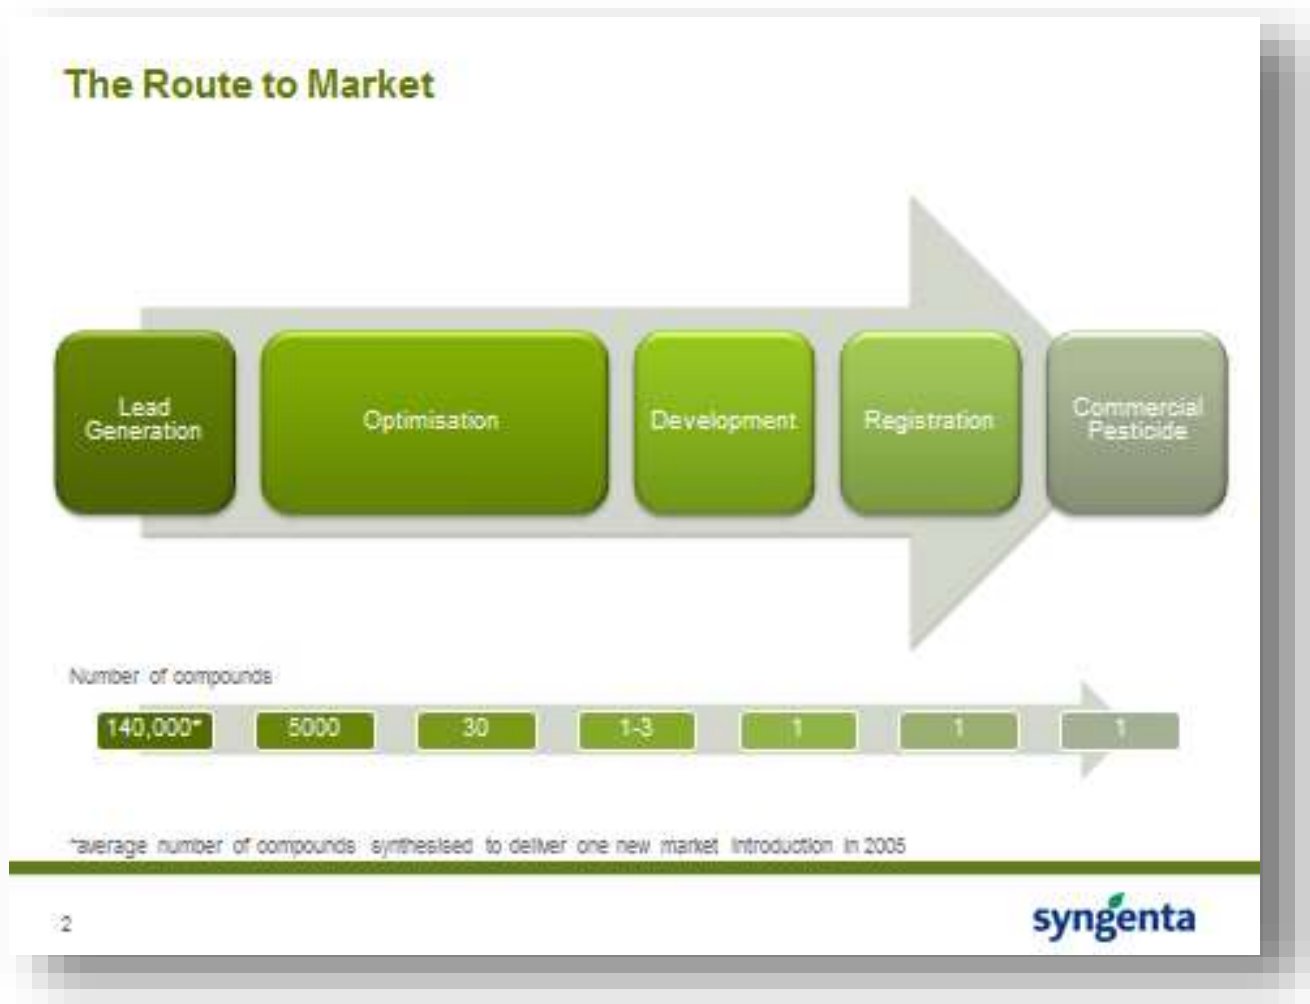 The Route to Market
Lead
Generation
Optimisation
Development
Registration
Commercial
Pesticide
Number of compounds
140,000*
5000
30
1-3
1
1
1
*average number of compounds synthesised to deliver one new market introduction in 2005
2
syngenta